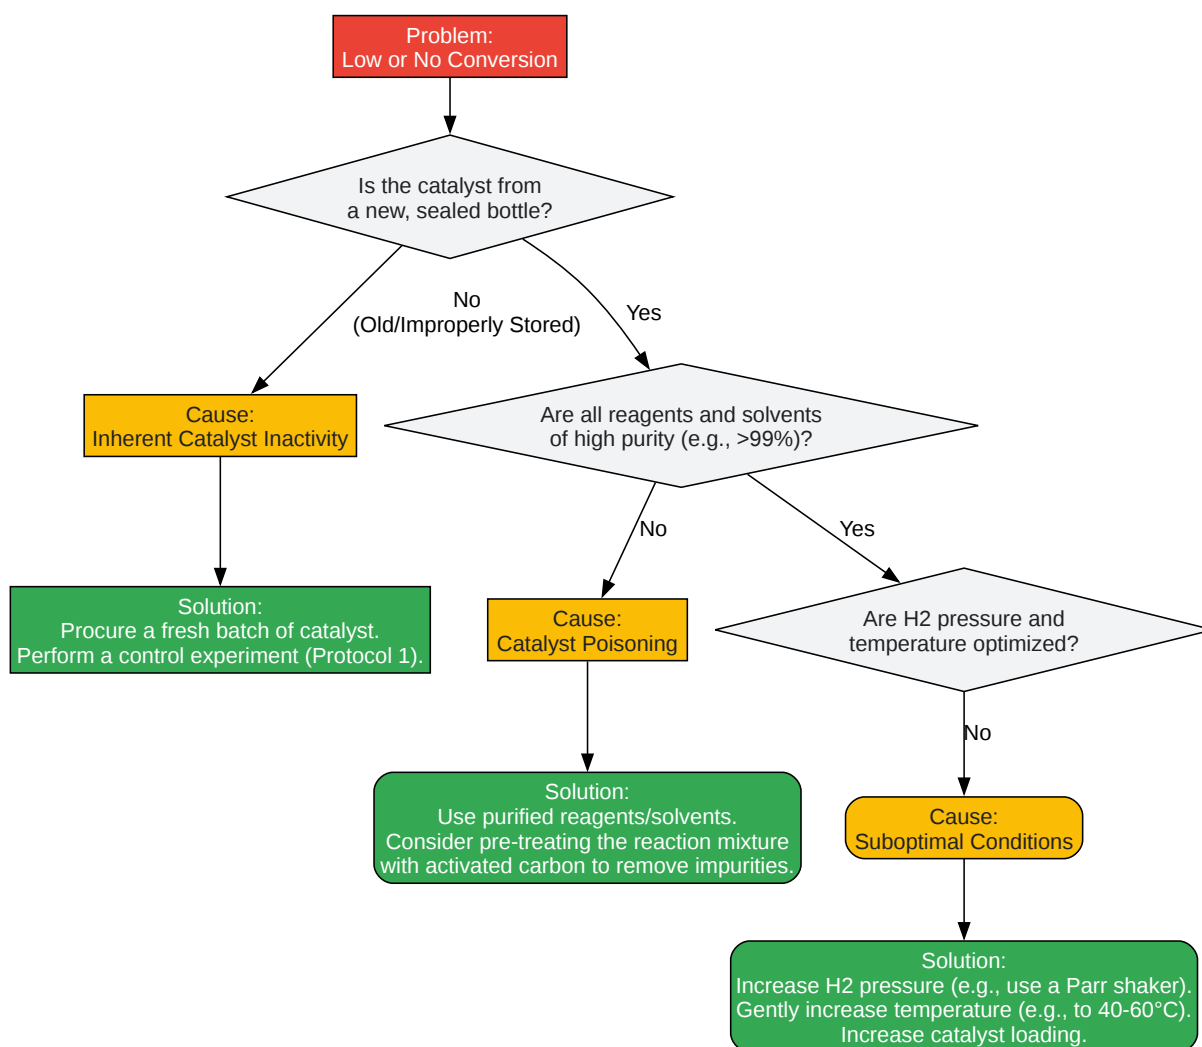 Problem:
Low or No Conversion
Is the catalyst from
a new, sealed bottle?
No
(Old/Improperly Stored)
Yes
Cause:
Inherent Catalyst Inactivity
Are all reagents and solvents
of high purity (e.g., >99%)?
No
Yes
Solution:
Procure a fresh batch of catalyst.
Perform a control experiment (Protocol 1).
Cause:
Catalyst Poisoning
Are H2 pressure and
temperature optimized?
No
Solution:
Use purified reagents/solvents.
Consider pre-treating the reaction mixture
with activated carbon to remove impurities.
Cause:
Suboptimal Conditions
Solution:
Increase H2 pressure (e.g., use a Parr shaker).
Gently increase temperature (e.g., to 40-60°C).
Increase catalyst loading.